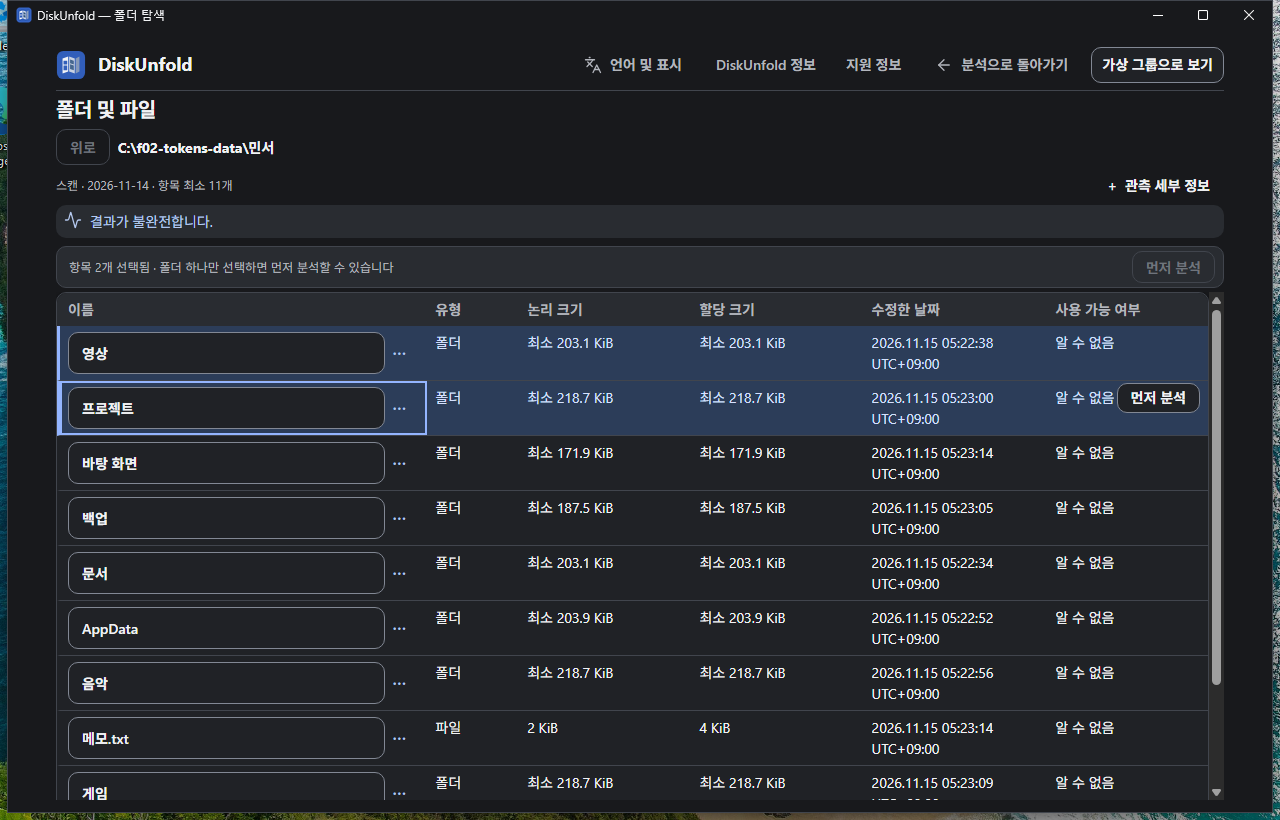 DiskUnfold — 폴더 탐색
DiskUnfold
언어 및 표시
DiskUnfold 정보
지원 정보
← 분석으로 돌아가기
가상 그룹으로 보기
폴더 및 파일
위로
C:\f02-tokens-data\민서
스캔 · 2026-11-14 · 항목 최소 11개
+ 관측 세부 정보
결과가 불완전합니다.
항목 2개 선택됨 · 폴더 하나만 선택하면 먼저 분석할 수 있습니다
먼저 분석
이름 유형 논리 크기 할당 크기 수정한 날짜 사용 가능 여부
영상 ... 폴더 최소 203.1 KiB 최소 203.1 KiB 2026.11.15 05:22:38 알 수 없음
UTC+09:00
프로젝트 ... 폴더 최소 218.7 KiB 최소 218.7 KiB 2026.11.15 05:23:00 알 수 없음 먼저 분석
UTC+09:00
바탕 화면 ... 폴더 최소 171.9 KiB 최소 171.9 KiB 2026.11.15 05:23:14 알 수 없음
UTC+09:00
백업 ... 폴더 최소 187.5 KiB 최소 187.5 KiB 2026.11.15 05:23:05 알 수 없음
UTC+09:00
문서 ... 폴더 최소 203.1 KiB 최소 203.1 KiB 2026.11.15 05:22:34 알 수 없음
UTC+09:00
AppData ... 폴더 최소 203.9 KiB 최소 203.9 KiB 2026.11.15 05:22:52 알 수 없음
UTC+09:00
음악 ... 폴더 최소 218.7 KiB 최소 218.7 KiB 2026.11.15 05:22:56 알 수 없음
UTC+09:00
메모.txt ... 파일 2 KiB 4 KiB 2026.11.15 05:23:14 알 수 없음
UTC+09:00
게임 ... 폴더 최소 218.7 KiB 최소 218.7 KiB 2026.11.15 05:23:09 알 수 없음